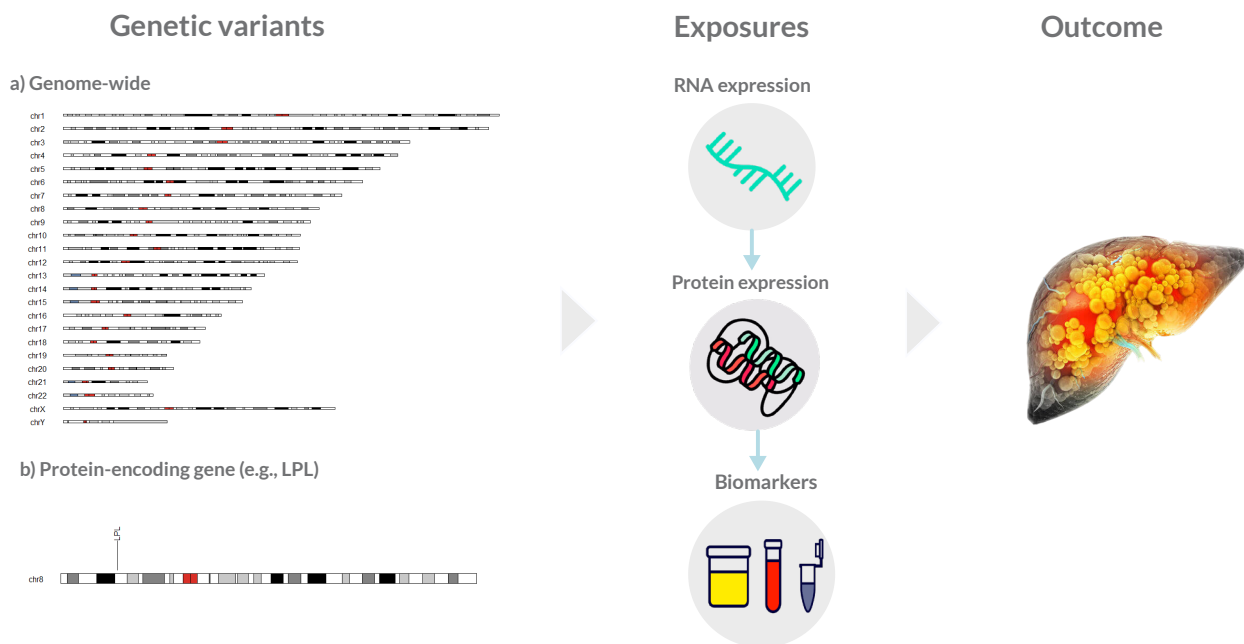 Genetic variants
Exposures
Outcome
a) Genome-wide
chr1
chr2
chr3
chr4
chr5
chr6
chr7
chr8
chr9
chr10
chr11
chr12
chr13
chr14
chr15
chr16
chr17
chr18
chr19
chr20
chr21
chr22
chrX
chrY
b) Protein-encoding gene (e.g., LPL)
LPL
chr8
RNA expression
Protein expression
Biomarkers